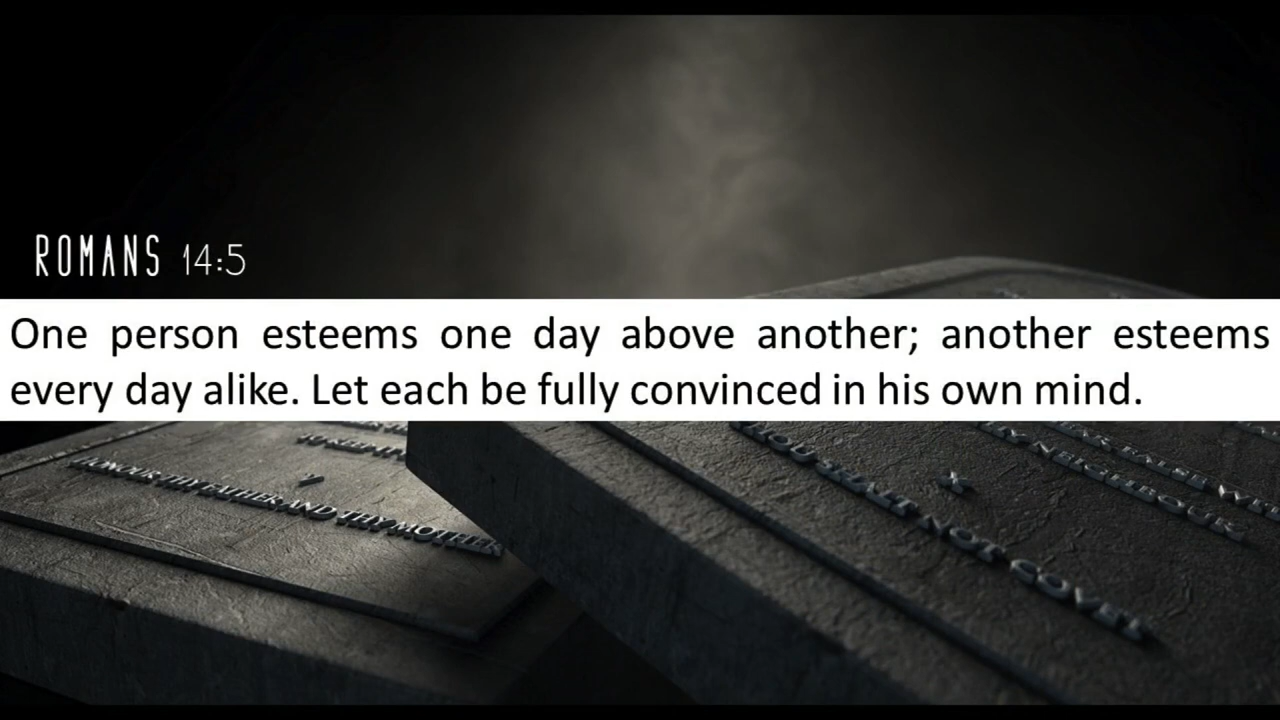 ROMANS 14:5
One person esteems one day above another; another esteems
every day alike. Let each be fully convinced in his own mind.
V
HONOUR THY FATHER AND THY MOTHER
THOU SHALT NOT COVET
X
THY NEIGHBOUR